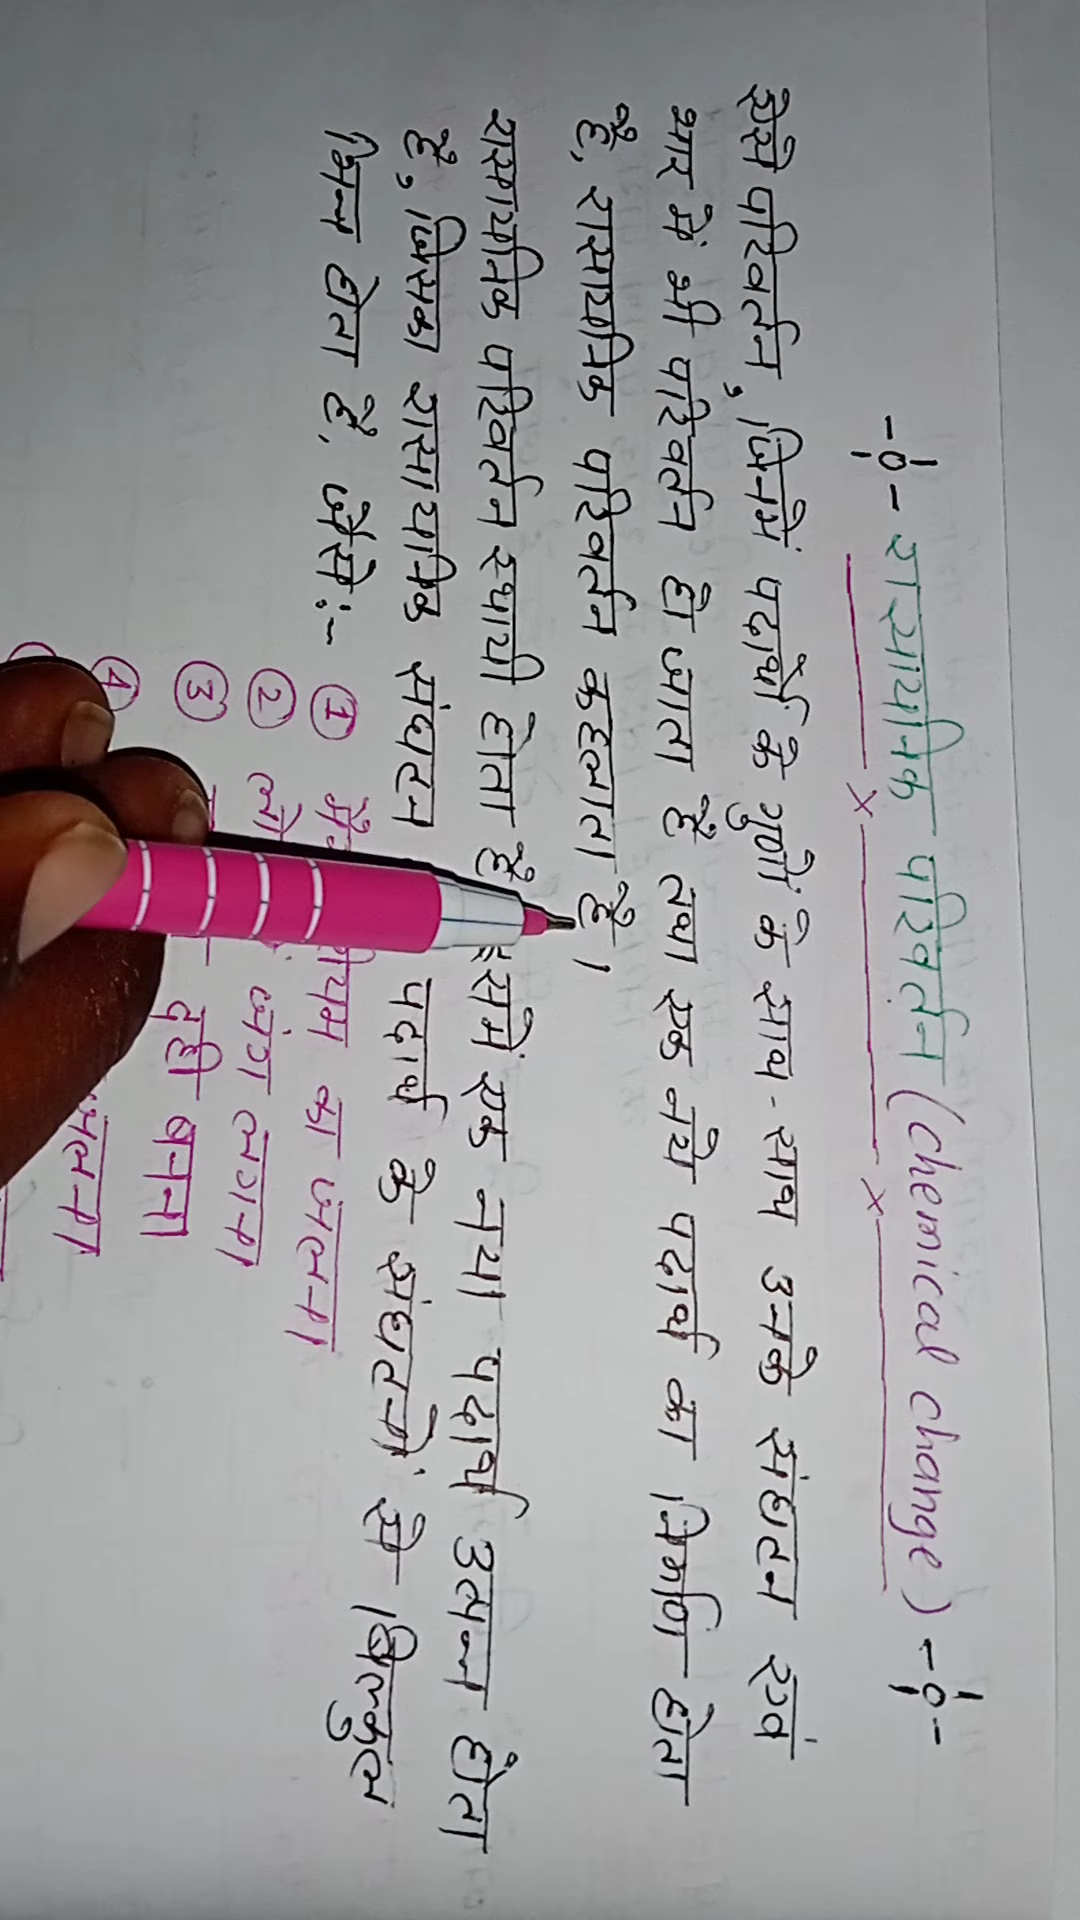 रासायनिक परिवर्तन (chemical change)
ऐसे परिवर्तन, जिनमें पदार्थो के गुणों के साथ-साथ उनके संघटन एवं
भार में भी परिवर्तन हो जाता है तथा एक नये पदार्थ का निर्माण होता
है, रासायनिक परिवर्तन कहलाता है।
रासायनिक परिवर्तन स्थायी होता है इसमें एक नया पदार्थ उत्पन्न होता
है, जिसका रासायनिक संघटन पदार्थ के संघटनों से बिल्कुल
भिन्न होता है. जैसे:-
① का जलना
② जंग लगना
③ दही बनना
④ जलना